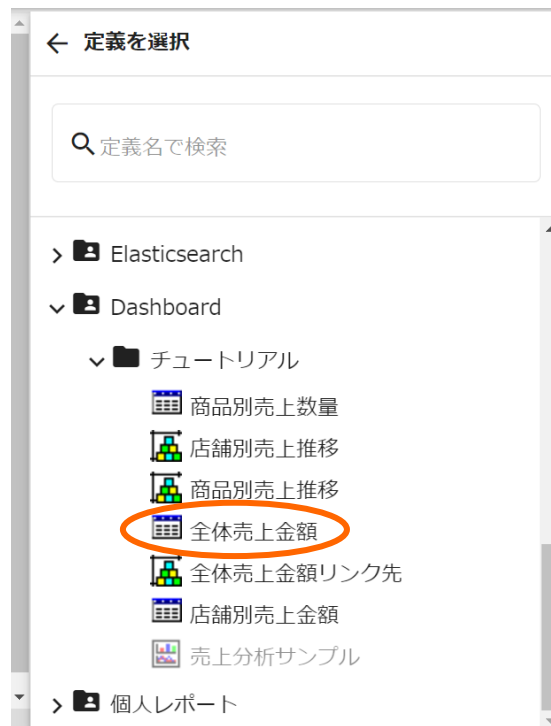 定義を選択
定義名で検索
Elasticsearch
Dashboard
チュートリアル
商品別売上数量
店舗別売上推移
商品別売上推移
全体売上金額
全体売上金額リンク先
店舗別売上金額
売上分析サンプル
個人レポート